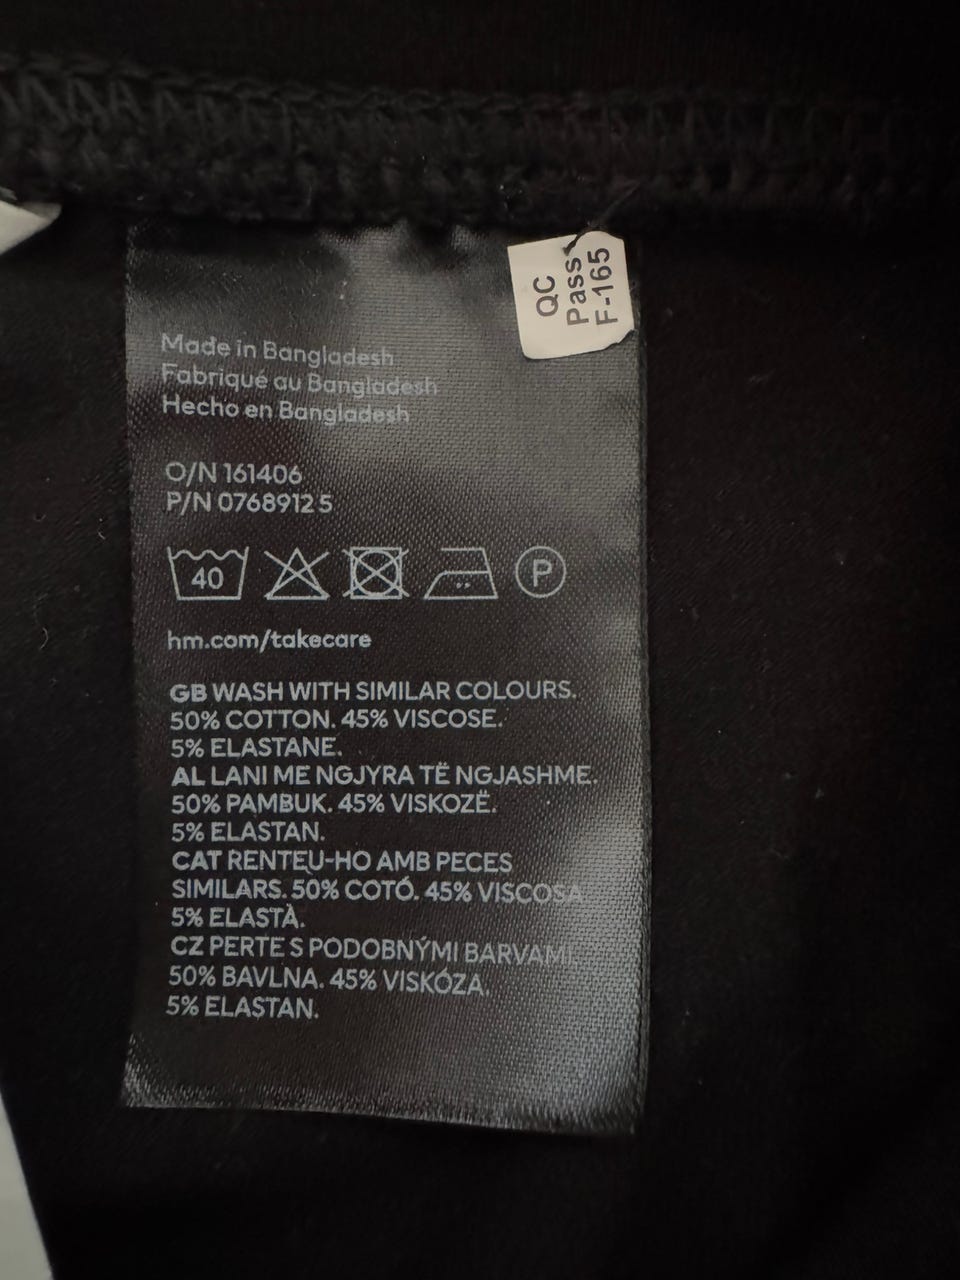 QC
Pass
F-165
Made in Bangladesh
Fabriqué au Bangladesh
Hecho en Bangladesh
O/N 161406
P/N 07689125
40
P
hm.com/takecare
GB WASH WITH SIMILAR COLOURS.
50% COTTON. 45% VISCOSE.
5% ELASTANE.
AL LANI ME NGJYRA TË NGJASHME.
50% PAMBUK. 45% VISKOZË.
5% ELASTAN.
CAT RENTEU-HO AMB PECES
SIMILARS. 50% COTÓ. 45% VISCOSA
5% ELASTÀ.
CZ PERTE S PODOBNÝMI BARVAMI
50% BAVLNA. 45% VISKÓZA.
5% ELASTAN.